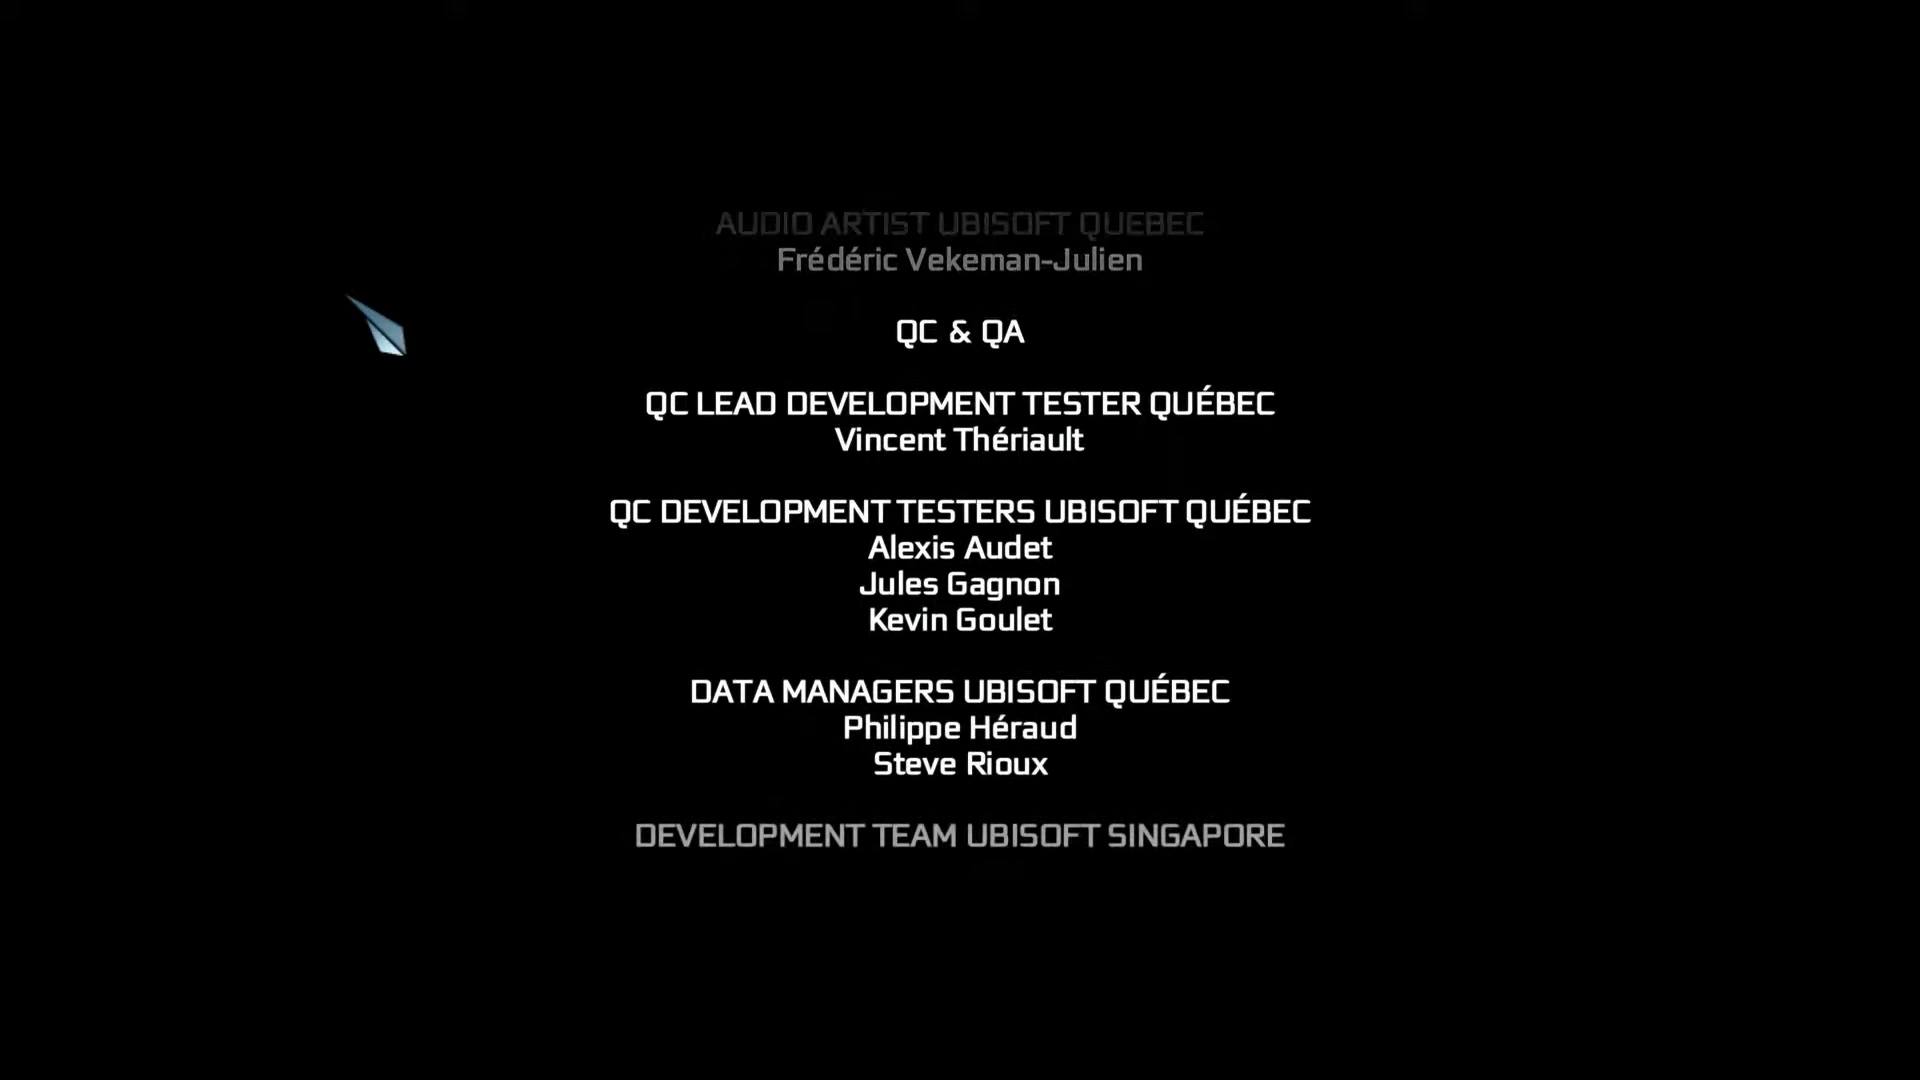 AUDIO ARTIST UBISOFT QUEBEC
Frédéric Vekeman-Julien
QC & QA
QC LEAD DEVELOPMENT TESTER QUÉBEC
Vincent Thériault
QC DEVELOPMENT TESTERS UBISOFT QUÉBEC
Alexis Audet
Jules Gagnon
Kevin Goulet
DATA MANAGERS UBISOFT QUÉBEC
Philippe Héraud
Steve Rioux
DEVELOPMENT TEAM UBISOFT SINGAPORE